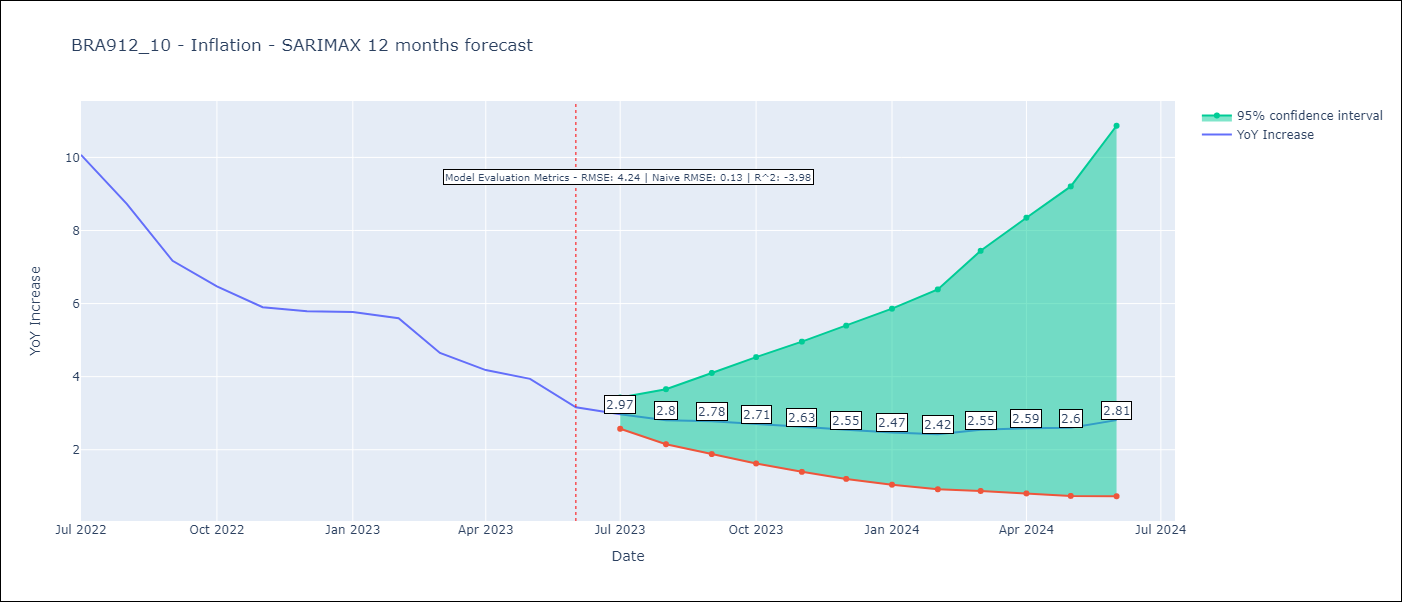 BRA912_10 - Inflation - SARIMAX 12 months forecast
95% confidence interval
YoY Increase
Model Evaluation Metrics - RMSE: 4.24 | Naive RMSE: 0.13 | R^2: -3.98
YoY Increase
10
8
6
4
2
2.97
2.8
2.78
2.71
2.63
2.55
2.47
2.42
2.55
2.59
2.6
2.81
Jul 2022
Oct 2022
Jan 2023
Apr 2023
Jul 2023
Oct 2023
Jan 2024
Apr 2024
Jul 2024
Date